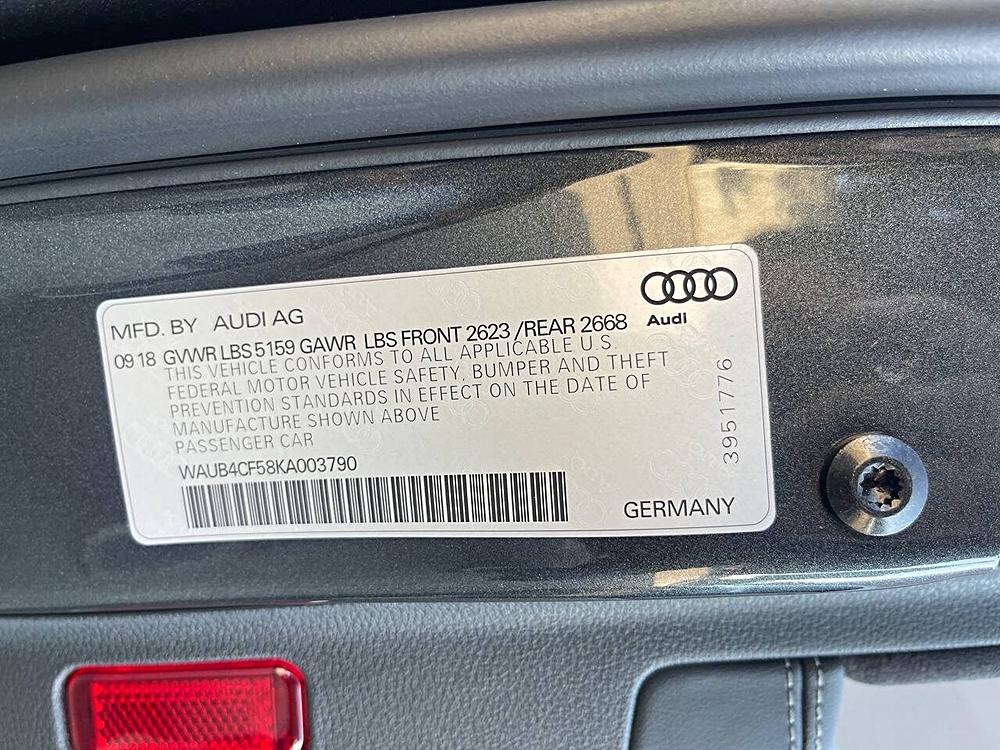 Audi
MFD. BY AUDI AG
09 18 GVWR LBS 5159 GAWR LBS FRONT 2623 /REAR 2668
THIS VEHICLE CONFORMS TO ALL APPLICABLE U.S.
FEDERAL MOTOR VEHICLE SAFETY, BUMPER AND THEFT
PREVENTION STANDARDS IN EFFECT ON THE DATE OF
MANUFACTURE SHOWN ABOVE
PASSENGER CAR
WAUB4CF58KA003790
3951776
GERMANY